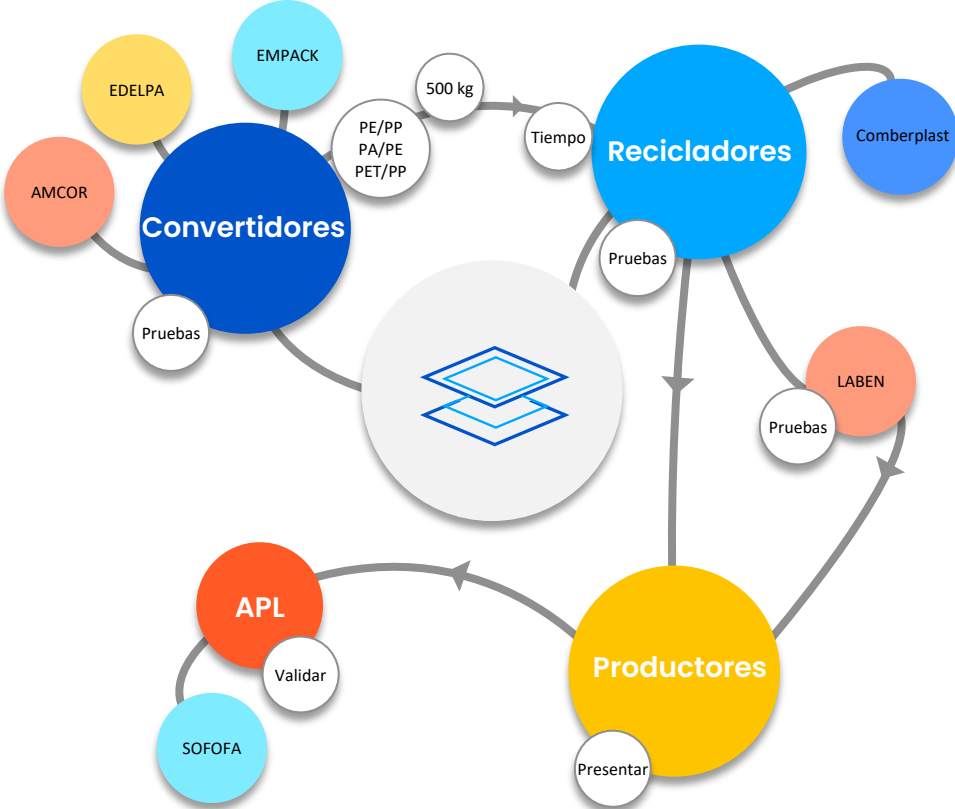 EMPACK
EDELPA
500 kg
PE/PP
PA/PE
PET/PP
Tiempo
Recicladores
Comberplast
AMCOR
Convertidores
Pruebas
Pruebas
LABEN
Pruebas
APL
Validar
Productores
SOFOFA
Presentar